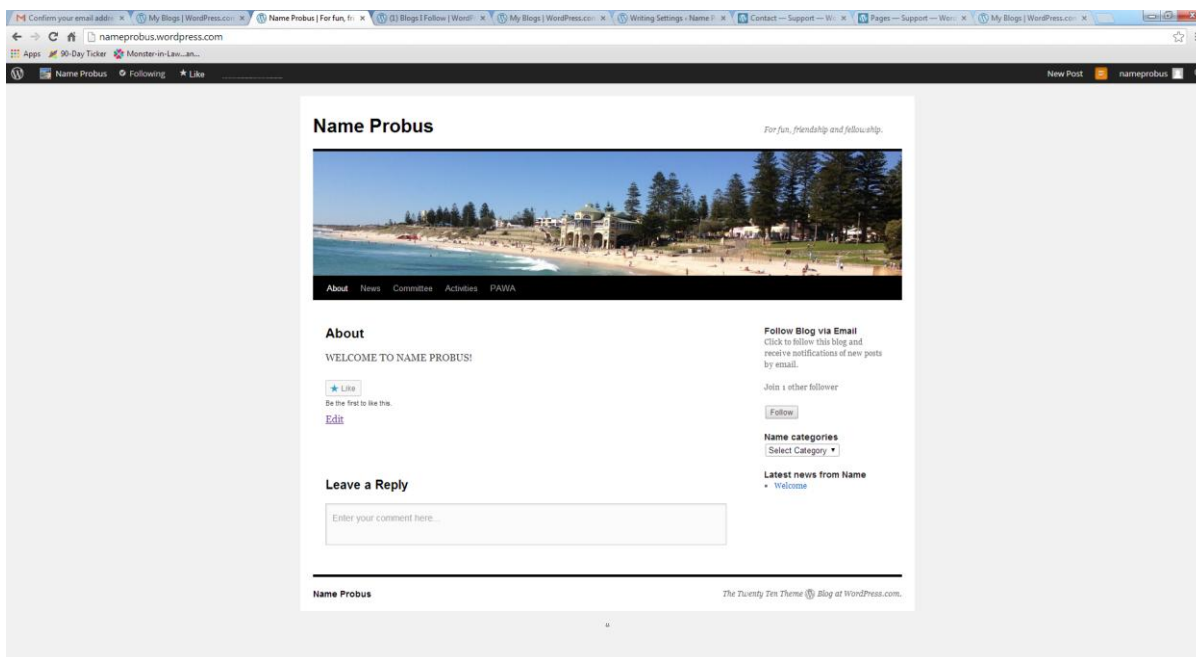 Confirm your email addre
My Blogs | WordPress.con
Name Probus | For fun, fri
(1) Blogs I Follow | WordP
My Blogs | WordPress.con
Writing Settings ‹ Name P
Contact — Support — Wo
Pages — Support — Word
My Blogs | WordPress.con
nameprobus.wordpress.com
Apps 90-Day Ticker Monster-in-Law...an...
Name Probus Following Like New Post nameprobus
Name Probus
For fun, friendship and fellowship.
About News Committee Activities PAWA
About
WELCOME TO NAME PROBUS!
Like
Be the first to like this.
Edit
Leave a Reply
Enter your comment here...
Follow Blog via Email
Click to follow this blog and
receive notifications of new posts
by email.
Join 1 other follower
Follow
Name categories
Select Category
Latest news from Name
Welcome
Name Probus
The Twenty Ten Theme Blog at WordPress.com.